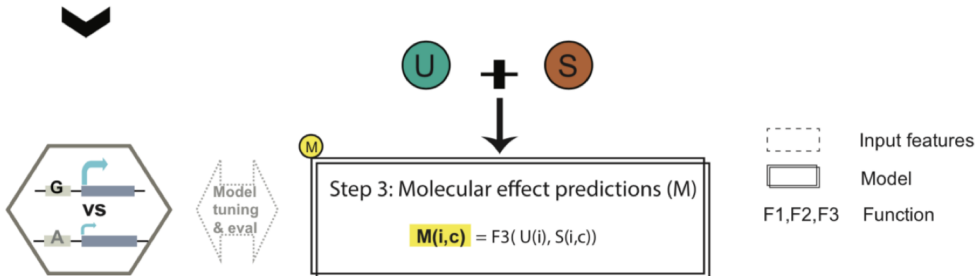 U S
M
Step 3: Molecular effect predictions (M)
M(i,c) = F3( U(i), S(i,c))
G
vs
A
Model
tuning
& eval
Input features
Model
F1,F2,F3 Function